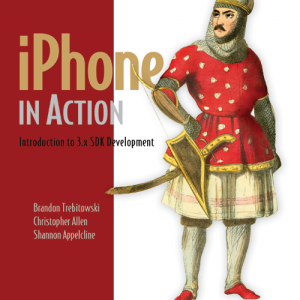 iPhone
IN ACTION
Introduction to 3.x SDK Development
Brandon Trebitowski
Christopher Allen
Shannon Appelcline